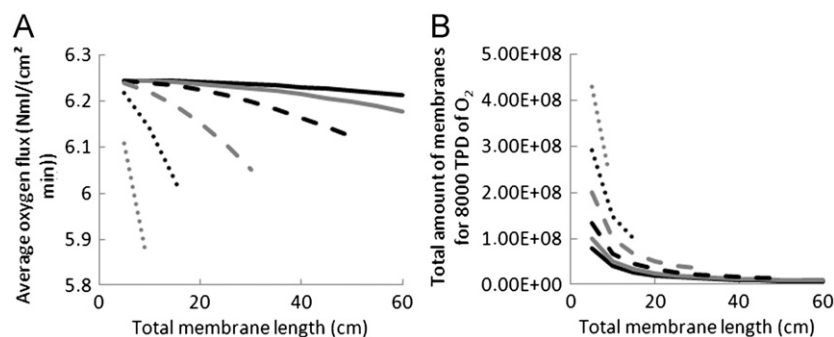 A
Average oxygen flux (Nml/(cm²
min))
6.3
6.2
6.1
6
5.9
5.8
0
20
40
60
Total membrane length (cm)
B
Total amount of membranes
for 8000 TPD of O₂
5.00E+08
4.00E+08
3.00E+08
2.00E+08
1.00E+08
0.00E+00
0
20
40
60
Total membrane length (cm)